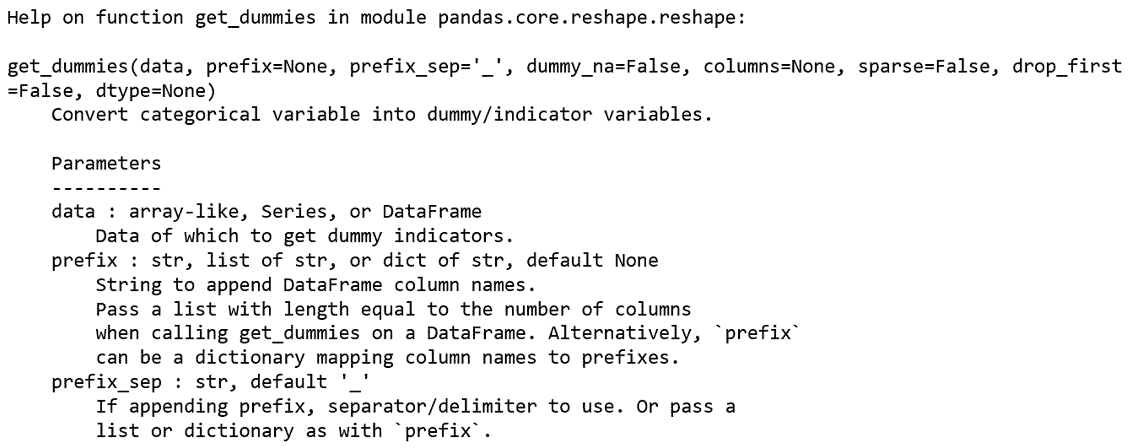 Help on function get_dummies in module pandas.core.reshape.reshape:
get_dummies(data, prefix=None, prefix_sep='_', dummy_na=False, columns=None, sparse=False, drop_first
=False, dtype=None)
Convert categorical variable into dummy/indicator variables.
Parameters
----------
data : array-like, Series, or DataFrame
Data of which to get dummy indicators.
prefix : str, list of str, or dict of str, default None
String to append DataFrame column names.
Pass a list with length equal to the number of columns
when calling get_dummies on a DataFrame. Alternatively, `prefix`
can be a dictionary mapping column names to prefixes.
prefix_sep : str, default '_'
If appending prefix, separator/delimiter to use. Or pass a
list or dictionary as with `prefix`.